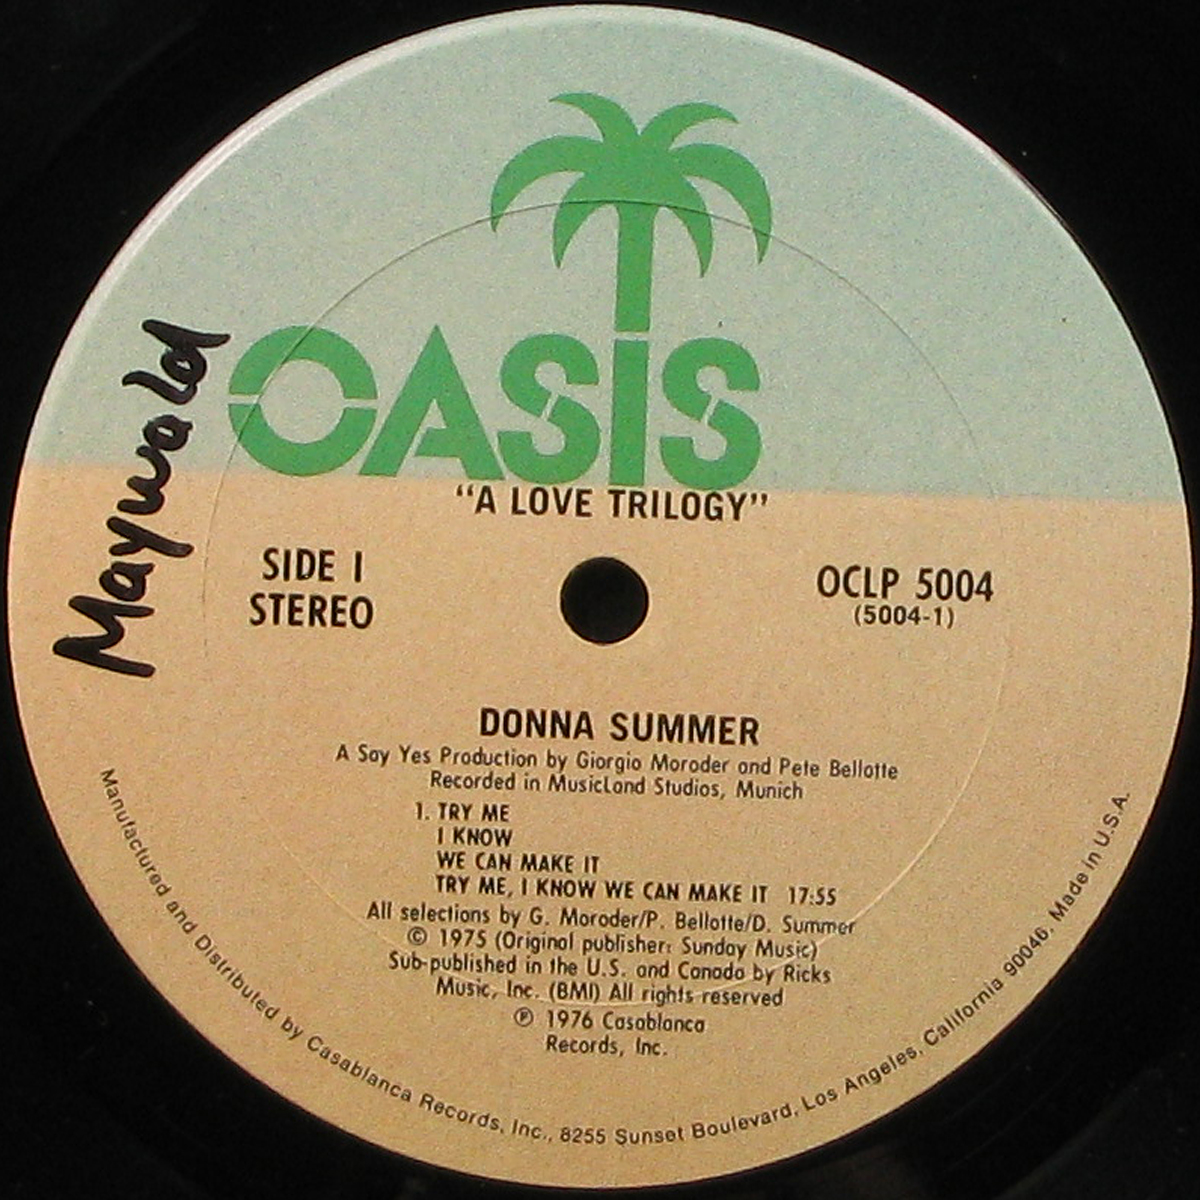 OASIS
Maywald
"A LOVE TRILOGY"
SIDE 1
STEREO
OCLP 5004
(5004-1)
DONNA SUMMER
A Say Yes Production by Giorgio Moroder and Pete Bellotte
Recorded in MusicLand Studios, Munich
1. TRY ME
I KNOW
WE CAN MAKE IT
TRY ME, I KNOW WE CAN MAKE IT 17:55
All selections by G. Moroder/P. Bellotte/D. Summer
© 1975 (Original publisher: Sunday Music)
Sub-published in the U.S. and Canada by Ricks
Music, Inc. (BMI) All rights reserved
℗ 1976 Casablanca
Records, Inc.
Manufactured and Distributed by Casablanca Records, Inc., 8255 Sunset Boulevard, Los Angeles, California 90046, Made in U.S.A.